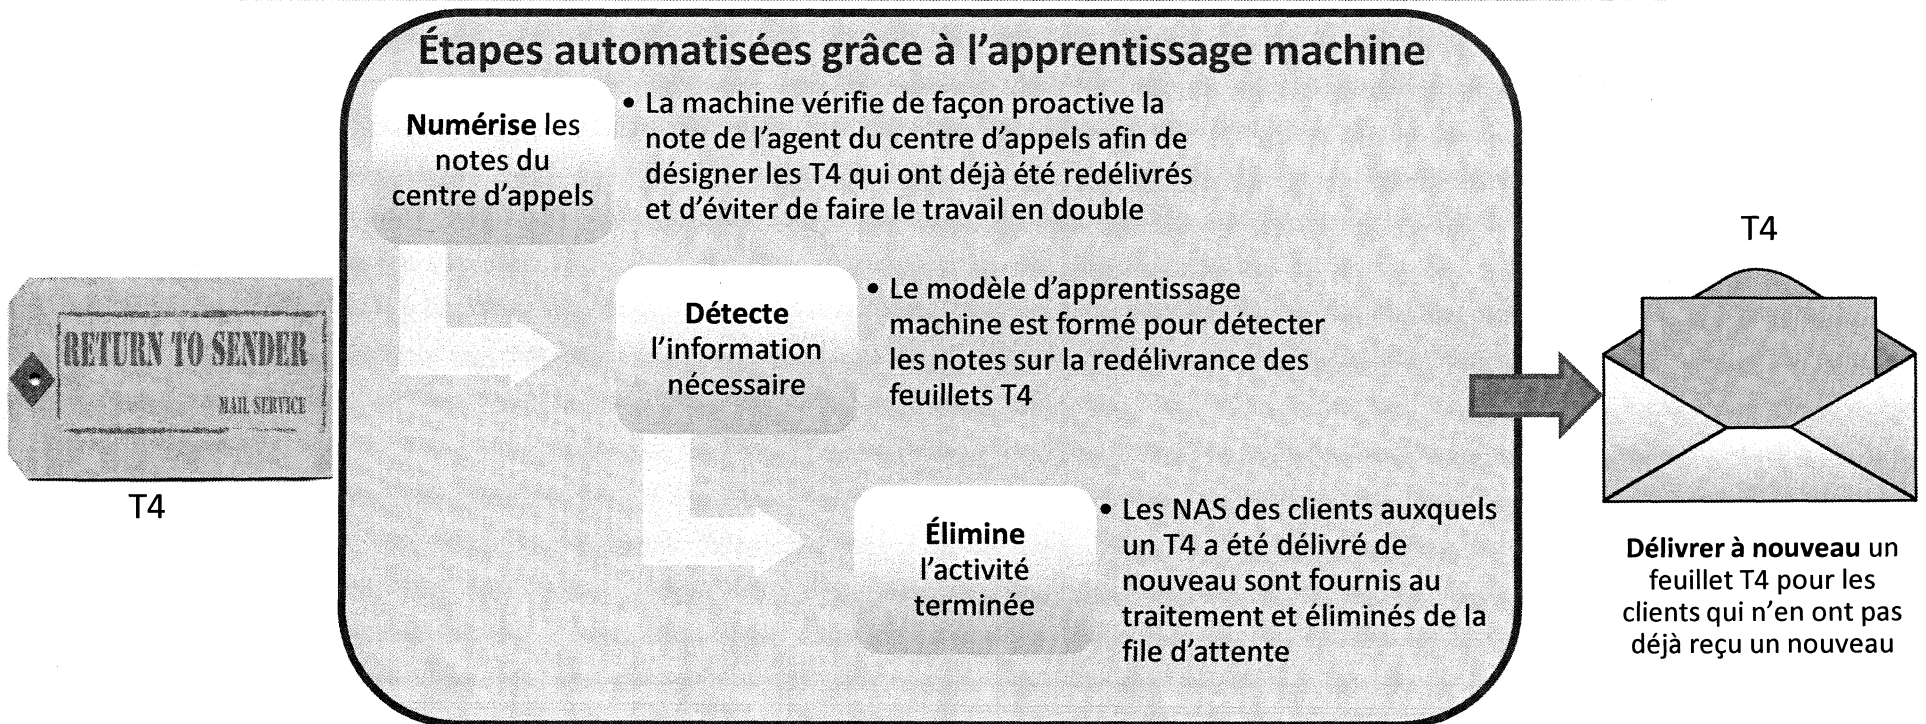 Étapes automatisées grâce à l'apprentissage machine
Numérise les
notes du
centre d'appels
• La machine vérifie de façon proactive la
note de l'agent du centre d'appels afin de
désigner les T4 qui ont déjà été redélivrés
et d'éviter de faire le travail en double
RETURN TO SENDER
MAIL SERVICE
T4
Détecte
l'information
nécessaire
• Le modèle d'apprentissage
machine est formé pour détecter
les notes sur la redélivrance des
feuillets T4
Élimine
l'activité
terminée
• Les NAS des clients auxquels
un T4 a été délivré de
nouveau sont fournis au
traitement et éliminés de la
file d'attente
T4
Délivrer à nouveau un
feuillet T4 pour les
clients qui n'en ont pas
déjà reçu un nouveau